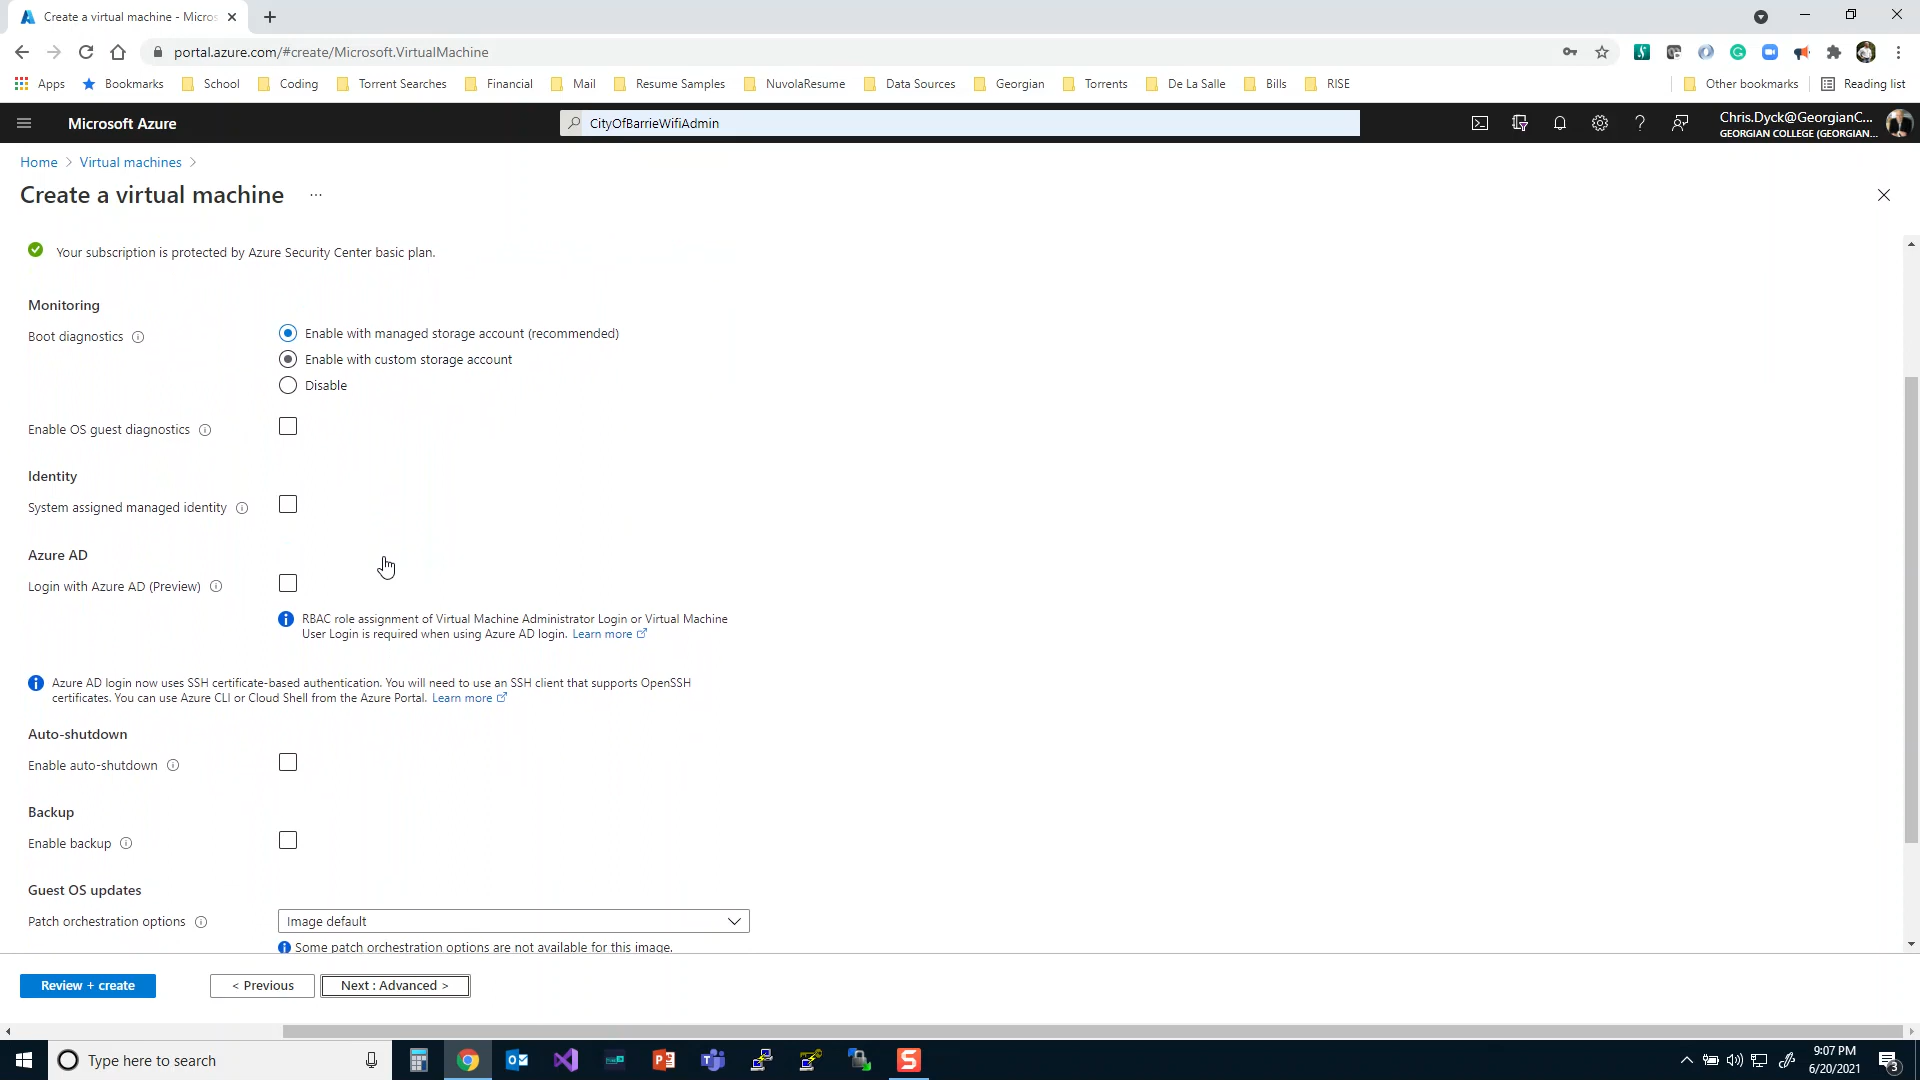 Create a virtual machine - Micros
portal.azure.com/#create/Microsoft.VirtualMachine
Apps Bookmarks School Coding Torrent Searches Financial Mail Resume Samples NuvolaResume Data Sources Georgian Torrents De La Salle Bills RISE Other bookmarks Reading list
Microsoft Azure CityOfBarrieWifiAdmin Chris.Dyck@GeorgianC...
GEORGIAN COLLEGE (GEORGIAN...
Home > Virtual machines >
Create a virtual machine ...
Your subscription is protected by Azure Security Center basic plan.
Monitoring
Boot diagnostics
Enable with managed storage account (recommended)
Enable with custom storage account
Disable
Enable OS guest diagnostics
Identity
System assigned managed identity
Azure AD
Login with Azure AD (Preview)
RBAC role assignment of Virtual Machine Administrator Login or Virtual Machine
User Login is required when using Azure AD login. Learn more
Azure AD login now uses SSH certificate-based authentication. You will need to use an SSH client that supports OpenSSH
certificates. You can use Azure CLI or Cloud Shell from the Azure Portal. Learn more
Auto-shutdown
Enable auto-shutdown
Backup
Enable backup
Guest OS updates
Patch orchestration options Image default
Some patch orchestration options are not available for this image.
Review + create < Previous Next : Advanced >
Type here to search
9:07 PM
6/20/2021
3